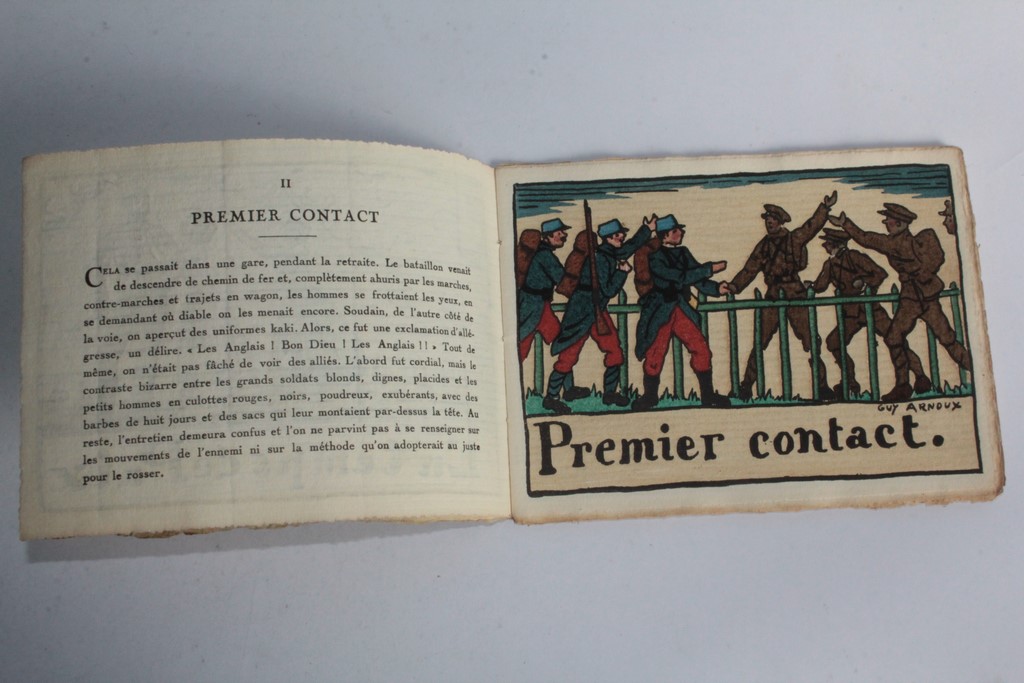 II
PREMIER CONTACT
CELA se passait dans une gare, pendant la retraite. Le bataillon venait
de descendre de chemin de fer et, complètement ahuris par les marches,
contre-marches et trajets en wagon, les hommes se frottaient les yeux, en
se demandant où diable on les menait encore. Soudain, de l'autre côté de
la voie, on aperçut des uniformes kaki. Alors, ce fut une exclamation d'allé-
gresse, un délire. « Les Anglais ! Bon Dieu ! Les Anglais !! » Tout de
même, on n'était pas fâché de voir des alliés. L'abord fut cordial, mais le
contraste bizarre entre les grands soldats blonds, dignes, placides et les
petits hommes en culottes rouges, noirs, poudreux, exubérants, avec des
barbes de huit jours et des sacs qui leur montaient par-dessus la tête. Au
reste, l'entretien demeura confus et l'on ne parvint pas à se renseigner sur
les mouvements de l'ennemi ni sur la méthode qu'on adopterait au juste
pour le rosser.
GUY ARNOUX
Premier contact.